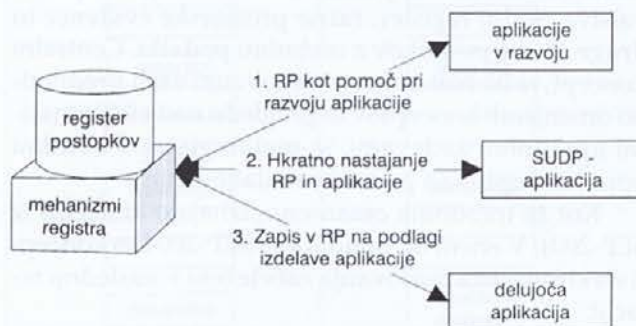 aplikacije
v razvoju
1. RP kot pomoč pri
razvoju aplikacije
register
postopkov
2. Hkratno nastajanje
RP in aplikacije
SUDP -
aplikacija
mehanizmi
registra
3. Zapis v RP na podlagi
izdelave aplikacije
delujoča
aplikacija